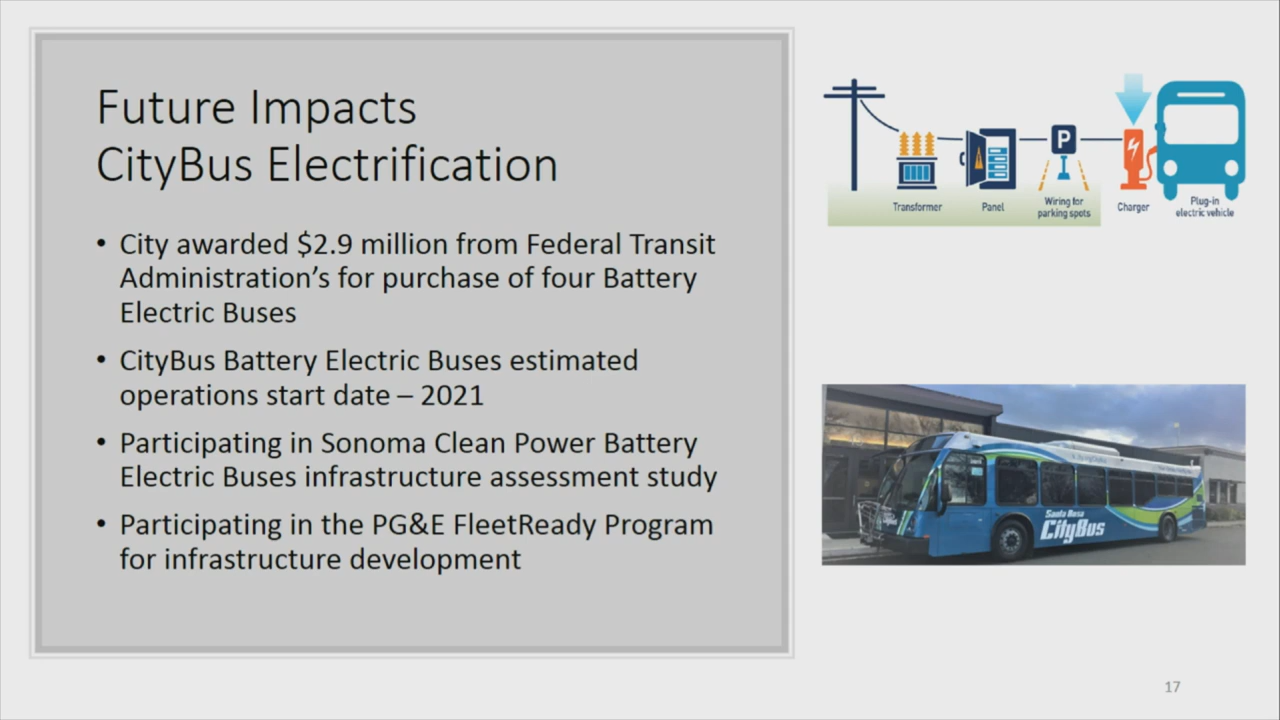 Future Impacts
CityBus Electrification
• City awarded $2.9 million from Federal Transit
Administration’s for purchase of four Battery
Electric Buses
• CityBus Battery Electric Buses estimated
operations start date – 2021
• Participating in Sonoma Clean Power Battery
Electric Buses infrastructure assessment study
• Participating in the PG&E FleetReady Program
for infrastructure development
P
Transformer
Panel
Wiring for
parking spots
Charger
Plug-in
electric vehicle
Santa Rosa
CityBus
17